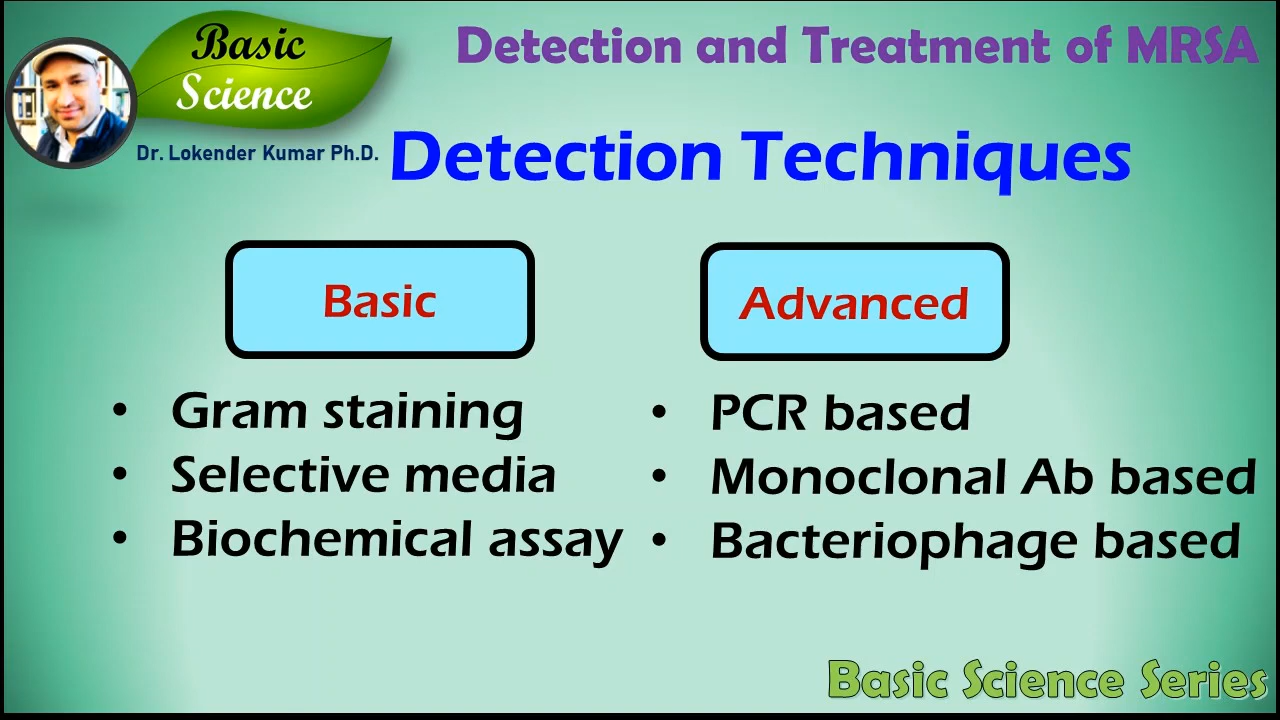 Basic
Science
Dr. Lokender Kumar Ph.D.
Detection and Treatment of MRSA
Detection Techniques
Basic
• Gram staining
• Selective media
• Biochemical assay
Advanced
• PCR based
• Monoclonal Ab based
• Bacteriophage based
Basic Science Series